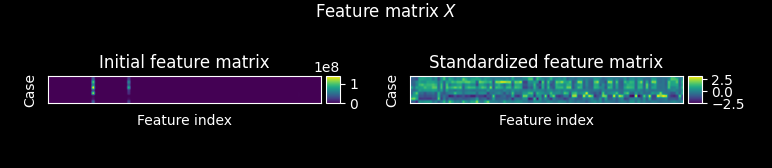 Feature matrix X
Initial feature matrix
1e8
1
0
Case
Feature index
Standardized feature matrix
2.5
0.0
−2.5
Case
Feature index